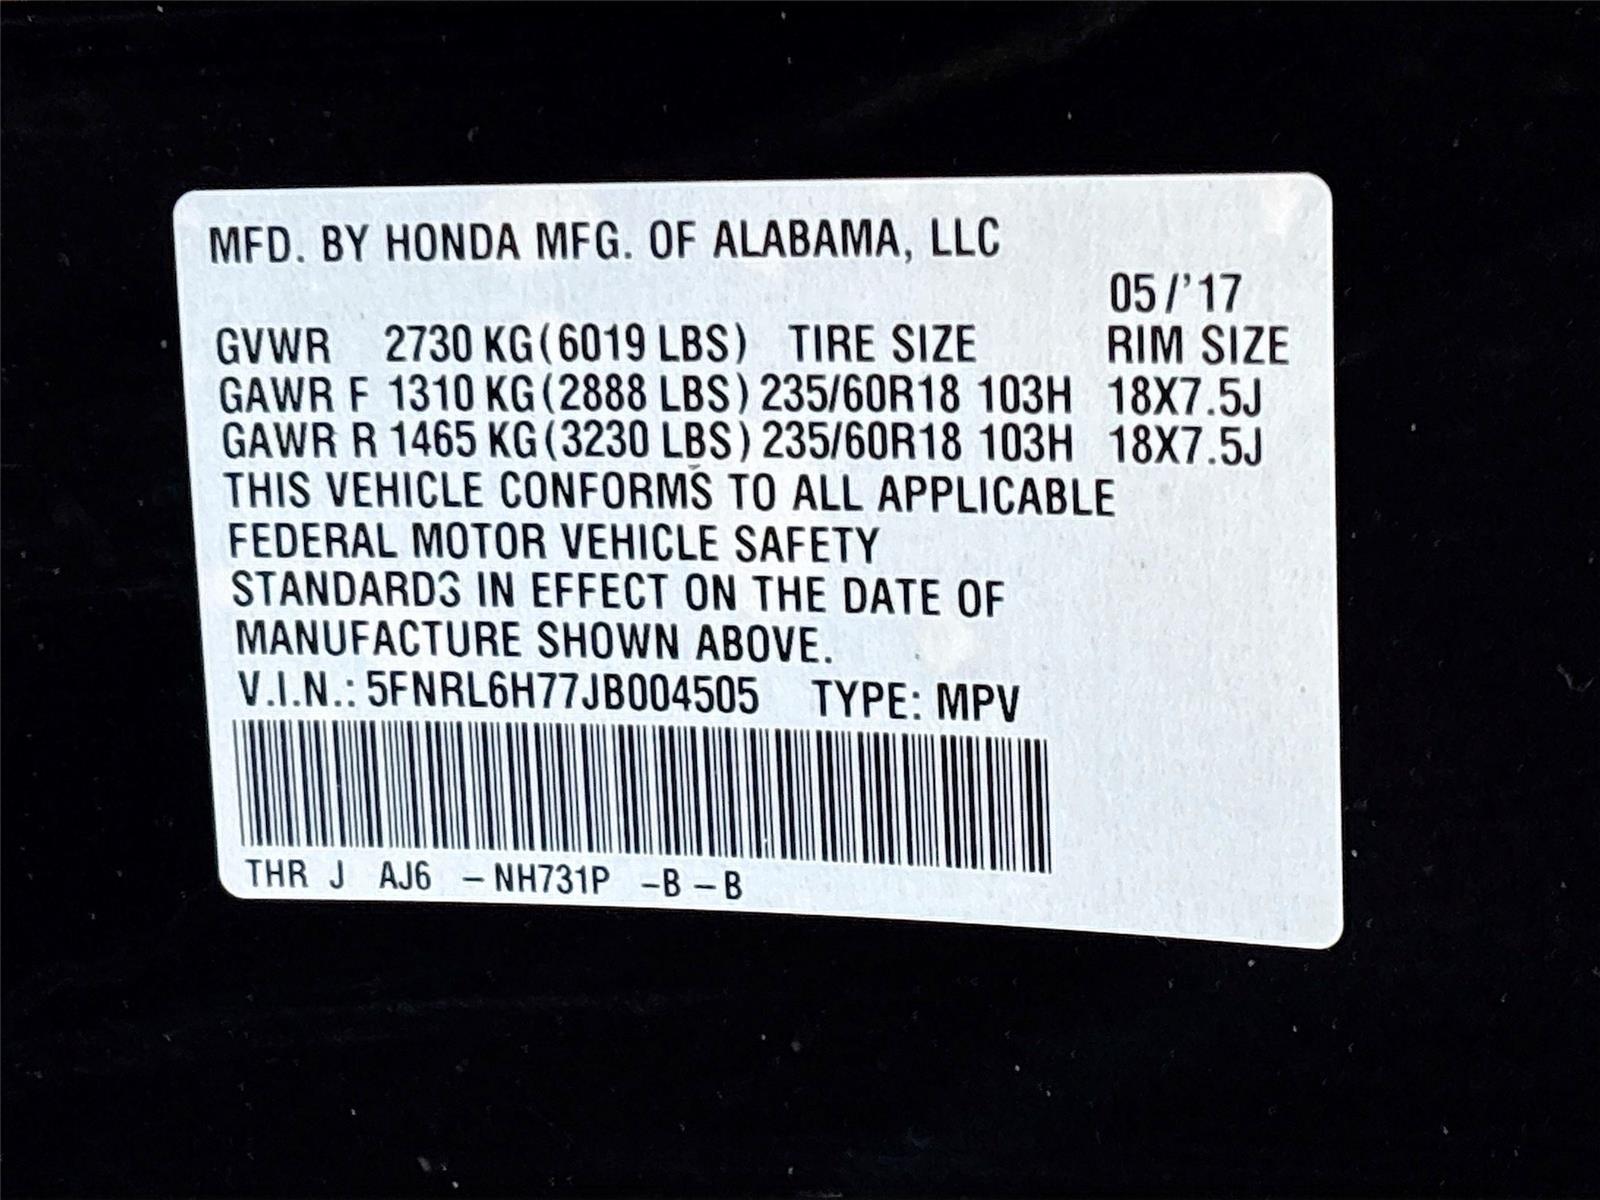 MFD. BY HONDA MFG. OF ALABAMA, LLC
05/'17
GVWR 2730 KG(6019 LBS) TIRE SIZE RIM SIZE
GAWR F 1310 KG(2888 LBS) 235/60R18 103H 18X7.5J
GAWR R 1465 KG(3230 LBS) 235/60R18 103H 18X7.5J
THIS VEHICLE CONFORMS TO ALL APPLICABLE
FEDERAL MOTOR VEHICLE SAFETY
STANDARDS IN EFFECT ON THE DATE OF
MANUFACTURE SHOWN ABOVE.
V.I.N.: 5FNRL6H77JB004505 TYPE: MPV
THR J AJ6 -NH731P -B-B